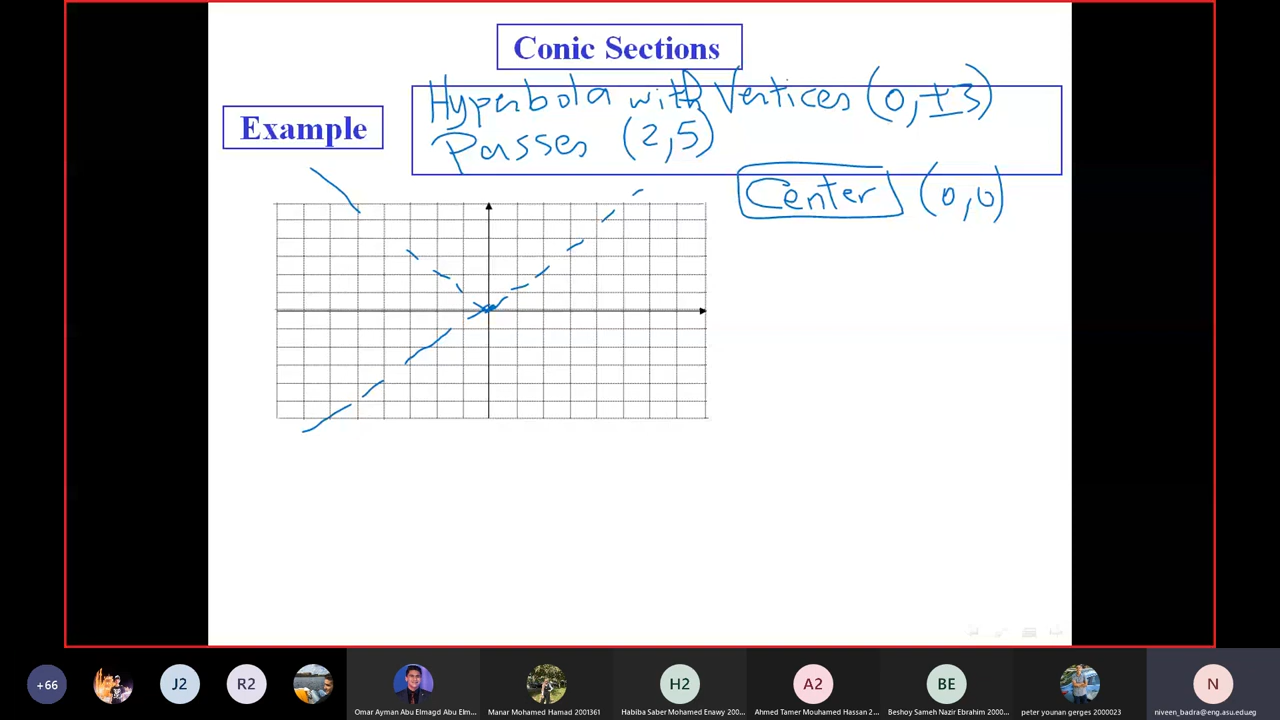 Conic Sections
Example
Hyperbola with Vertices (0, ±3)
Passes (2,5)
Center (0,0)
+66
J2
R2
H2
A2
BE
N
Omar Ayman Abu Elmagd Abu Elm...
Manar Mohamed Hamad 2001361
Habiba Saber Mohamed Enawy 200...
Ahmed Tamer Mouhamed Hassan 2...
Beshoy Sameh Nazir Ebrahim 2000...
peter younan gerges 2000023
niveen_badra@eng.asu.edu.eg